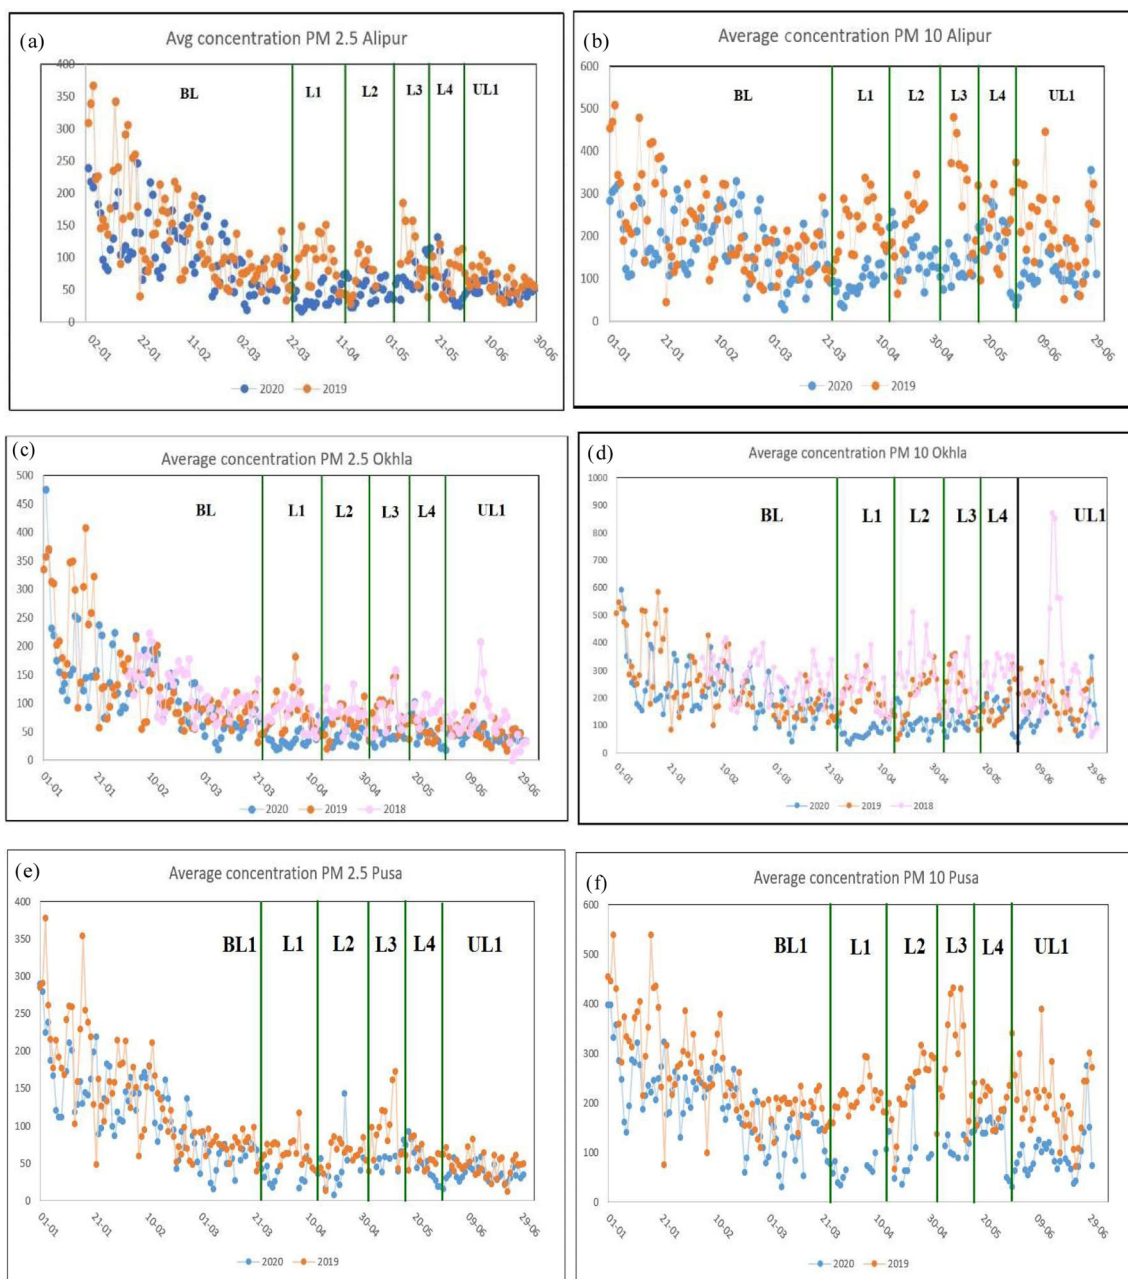 (a) Avg concentration PM 2.5 Alipur
400
350
300
250
200
150
100
50
0
BL L1 L2 L3 L4 UL1
02-01 22-01 11-02 02-03 22-03 11-04 01-05 21-05 10-06 30-06
2020 2019
(b) Average concentration PM 10 Alipur
600
500
400
300
200
100
0
BL L1 L2 L3 L4 UL1
01-01 21-01 10-02 01-03 21-03 10-04 30-04 20-05 09-06 29-06
2020 2019
(c) Average concentration PM 2.5 Okhla
500
450
400
350
300
250
200
150
100
50
0
BL L1 L2 L3 L4 UL1
01-01 21-01 10-02 01-03 21-03 10-04 30-04 20-05 09-06 29-06
2020 2019 2018
(d) Average concentration PM 10 Okhla
1000
900
800
700
600
500
400
300
200
100
0
BL L1 L2 L3 L4 UL1
01-01 21-01 10-02 01-03 21-03 10-04 30-04 20-05 09-06 29-06
2020 2019 2018
(e) Average concentration PM 2.5 Pusa
400
350
300
250
200
150
100
50
0
BL1 L1 L2 L3 L4 UL1
01-01 21-01 10-02 01-03 21-03 10-04 30-04 20-05 09-06 29-06
2020 2019
(f) Average concentration PM 10 Pusa
600
500
400
300
200
100
0
BL1 L1 L2 L3 L4 UL1
01-01 21-01 10-02 01-03 21-03 10-04 30-04 20-05 09-06 29-06
2020 2019